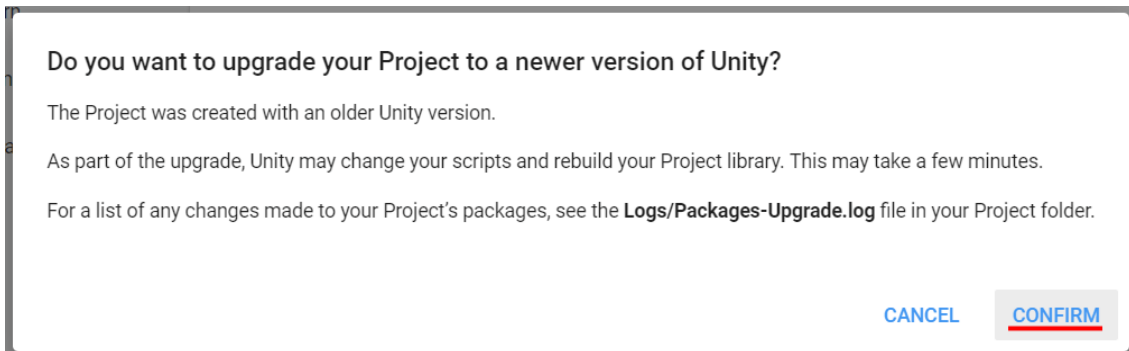 Do you want to upgrade your Project to a newer version of Unity?
The Project was created with an older Unity version.
As part of the upgrade, Unity may change your scripts and rebuild your Project library. This may take a few minutes.
For a list of any changes made to your Project's packages, see the Logs/Packages-Upgrade.log file in your Project folder.
CANCEL CONFIRM